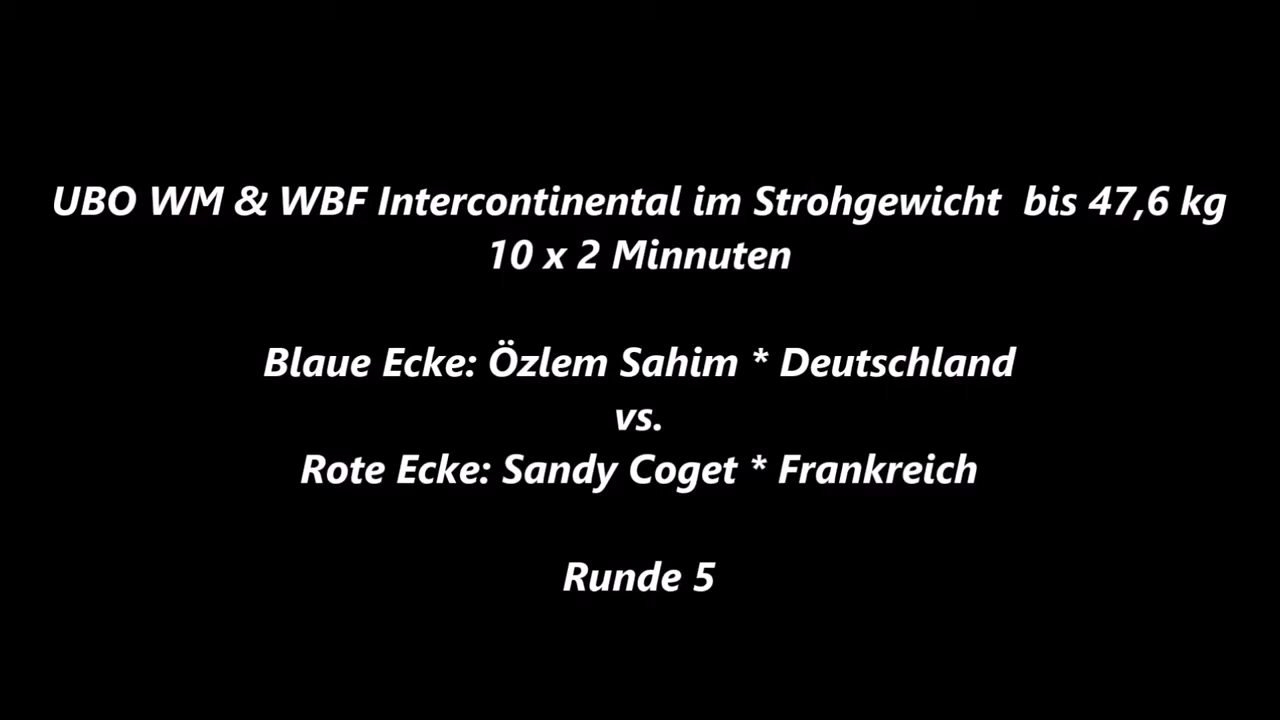 UBO WM & WBF Intercontinental im Strohgewicht  bis 47,6 kg
10 x 2 Minnuten
Blaue Ecke: Özlem Sahim * Deutschland
vs.
Rote Ecke: Sandy Coget * Frankreich
Runde 5